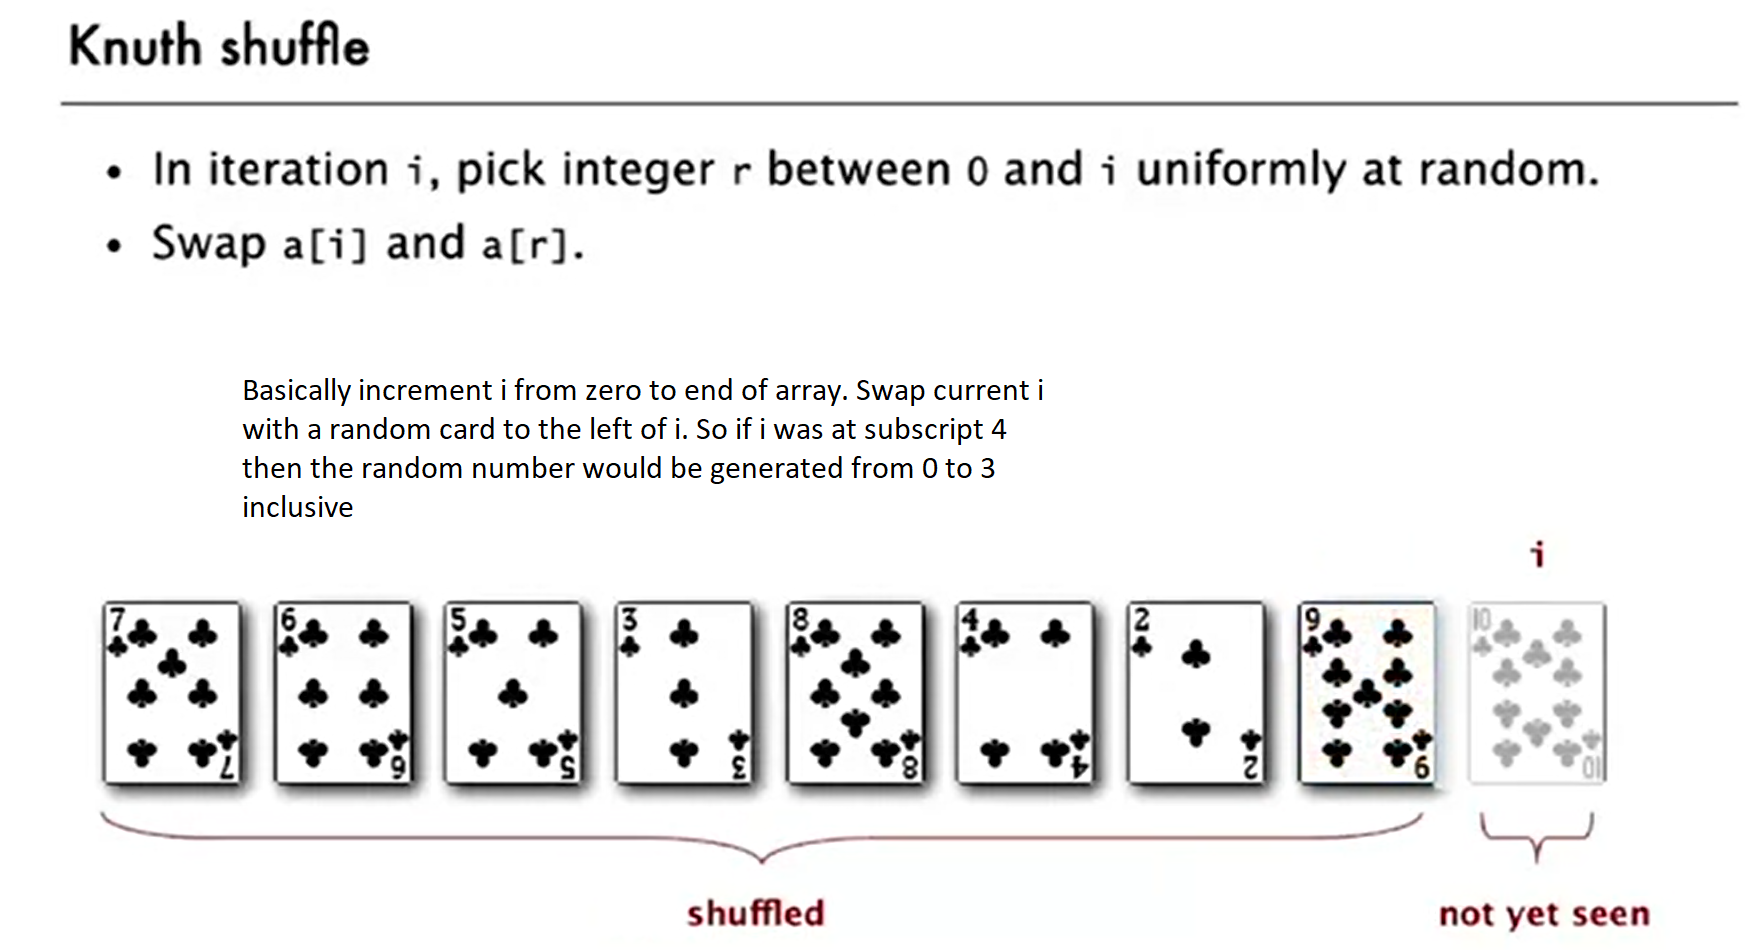 Knuth shuffle
• In iteration i, pick integer r between 0 and i uniformly at random.
• Swap a[i] and a[r].
Basically increment i from zero to end of array. Swap current i
with a random card to the left of i. So if i was at subscript 4
then the random number would be generated from 0 to 3
inclusive
i
7 6 5 3 8 4 2 9 10
7 6 5 3 8 4 2 9 10
shuffled not yet seen